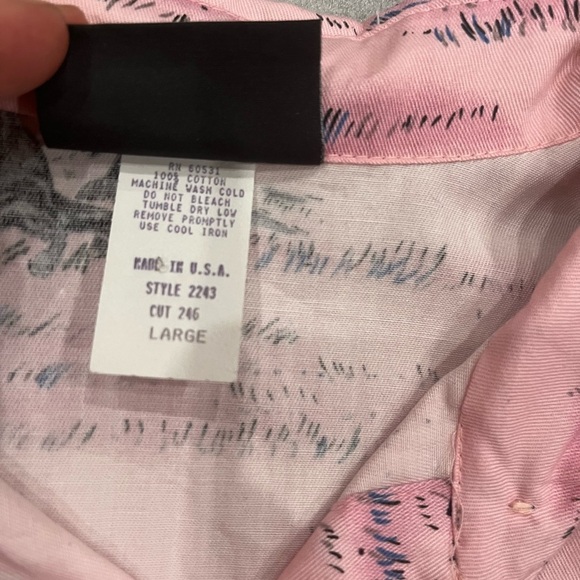 RN 60531
100% COTTON
MACHINE WASH COLD
DO NOT BLEACH
TUMBLE DRY LOW
REMOVE PROMPTLY
USE COOL IRON
MADE IN U.S.A.
STYLE 2243
CUT 246
LARGE